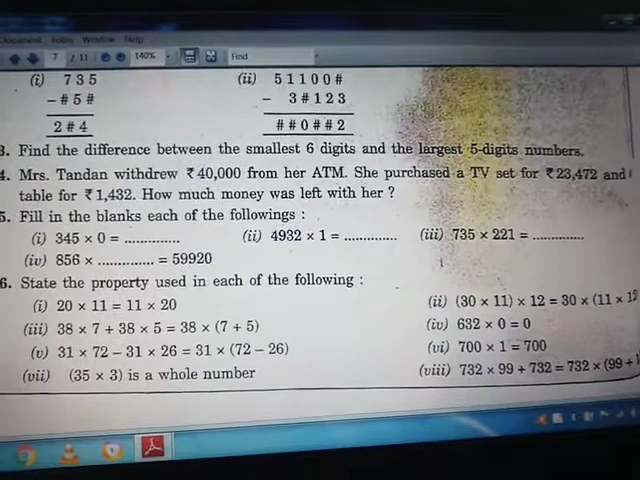 Window Help
7 / 11 140% Find
(i) 7 3 5 (ii) 5 1 1 0 0 #
– # 5 # – 3 # 1 2 3
2 # 4 # # 0 # # 2
3. Find the difference between the smallest 6 digits and the largest 5-digits numbers.
4. Mrs. Tandan withdrew ₹ 40,000 from her ATM. She purchased a TV set for ₹ 23,472 and
table for ₹ 1,432. How much money was left with her ?
5. Fill in the blanks each of the followings :
(i) 345 × 0 = .............. (ii) 4932 × 1 = ............. (iii) 735 × 221 = .............
(iv) 856 × .............. = 59920
6. State the property used in each of the following :
(i) 20 × 11 = 11 × 20 (ii) (30 × 11) × 12 = 30 × (11 × 12
(iii) 38 × 7 + 38 × 5 = 38 × (7 + 5) (iv) 632 × 0 = 0
(v) 31 × 72 – 31 × 26 = 31 × (72 – 26) (vi) 700 × 1 = 700
(vii) (35 × 3) is a whole number (viii) 732 × 99 + 732 = 732 × (99 +